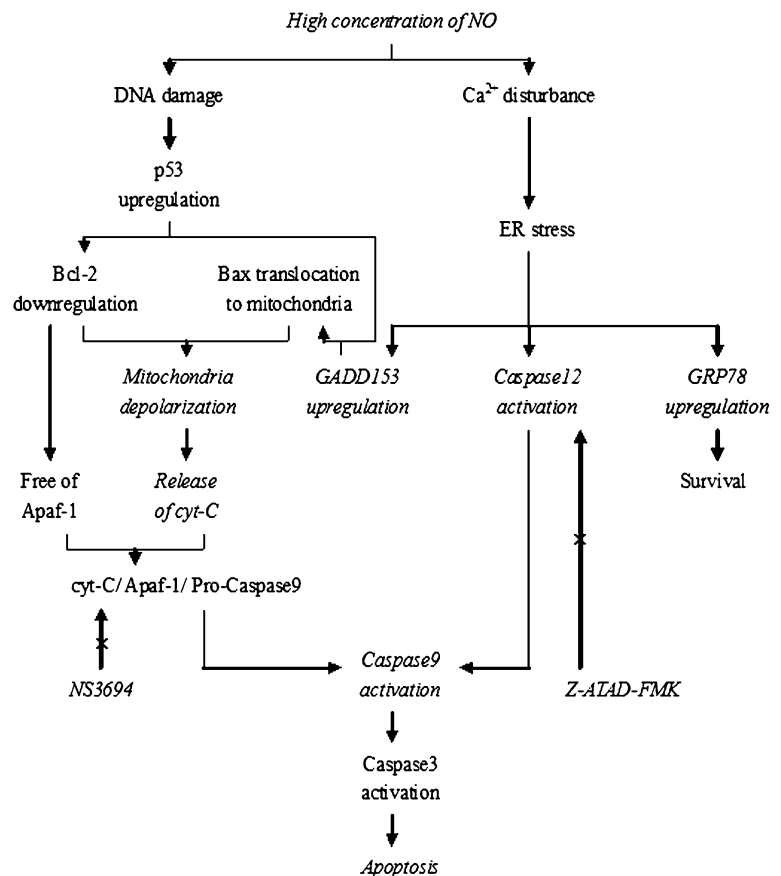 High concentration of NO
DNA damage
Ca2+ disturbance
p53
upregulation
ER stress
Bcl-2
downregulation
Bax translocation
to mitochondria
Mitochondria
depolarization
GADD153
upregulation
Caspase12
activation
GRP78
upregulation
Free of
Apaf-1
Release
of cyt-C
Survival
cyt-C/ Apaf-1/ Pro-Caspase9
NS3694
Caspase9
activation
Z-ATAD-FMK
Caspase3
activation
Apoptosis